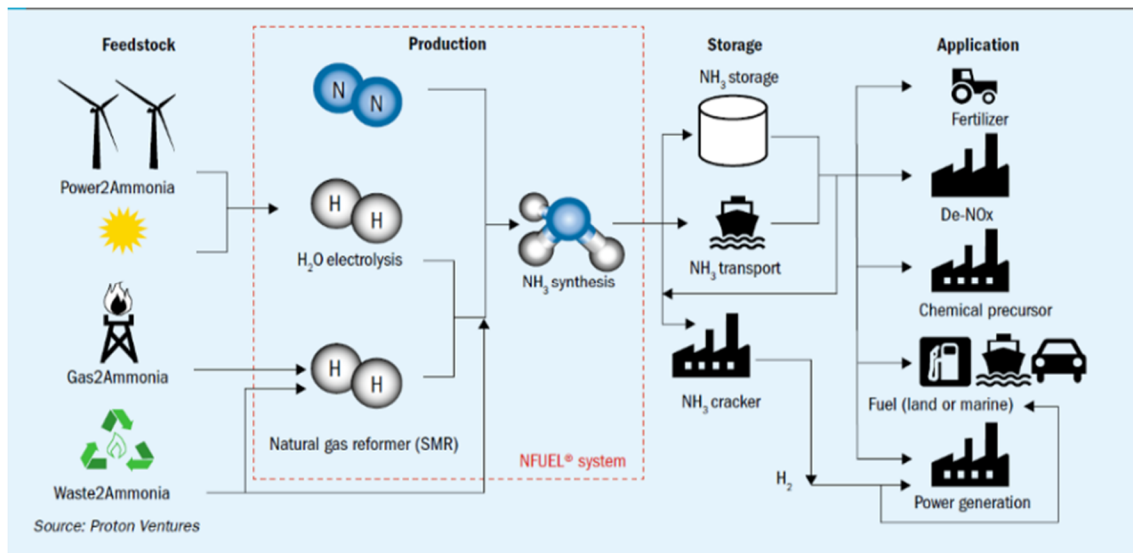 Feedstock
Production
Storage
Application
N
N
NH₃ storage
Fertilizer
Power2Ammonia
H
H
H₂O electrolysis
NH₃ synthesis
NH₃ transport
De-NOx
Chemical precursor
Gas2Ammonia
H
H
NH₃ cracker
Fuel (land or marine)
Natural gas reformer (SMR)
NFUEL® system
Waste2Ammonia
H₂
Power generation
Source: Proton Ventures